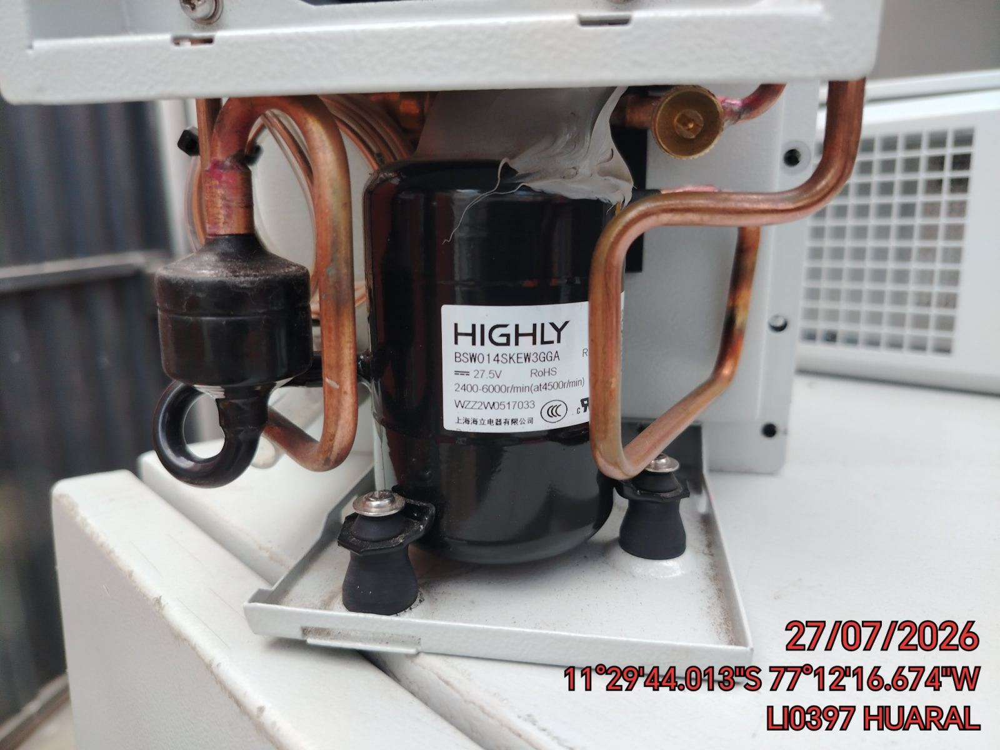 HIGHLY
BSW014SKEW3GGA R
27.5V RoHS
2400-6000r/min(at4500r/min)
WZZ2W0517033
上海海立电器有限公司
27/07/2026
11°29'44.013"S 77°12'16.674"W
LI0397 HUARAL